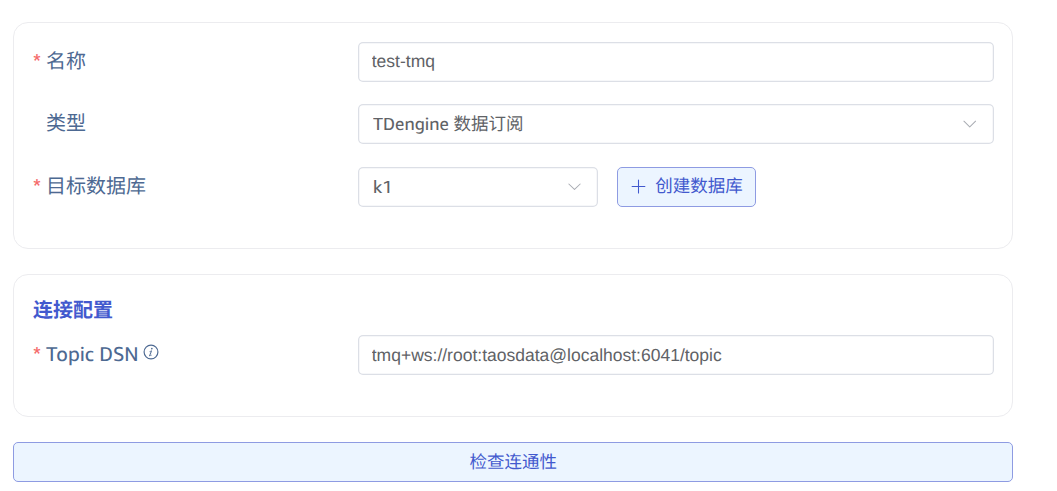 * 名称 test-tmq
类型 TDengine 数据订阅
* 目标数据库 k1 + 创建数据库
连接配置
* Topic DSN tmq+ws://root:taosdata@localhost:6041/topic
检查连通性